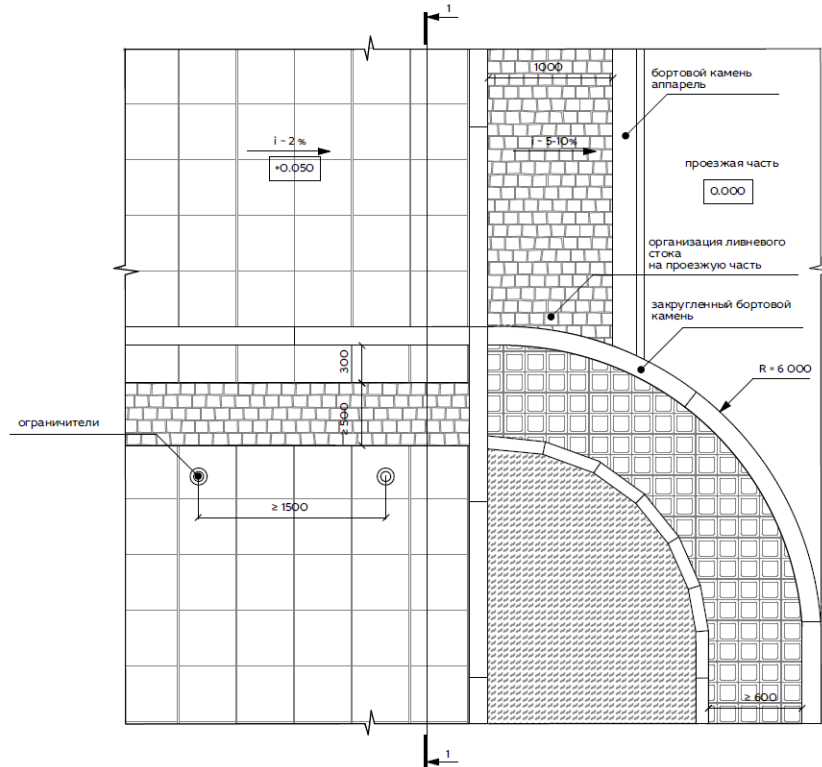 1
1000
бортовой камень
аппарель
i ~ 2 %
+0.050
i ~ 5-10%
проезжая часть
0.000
организация ливневого
стока
на проезжую часть
закругленный бортовой
камень
300
R = 6 000
≥ 500
ограничители
≥ 1500
≥ 600
1